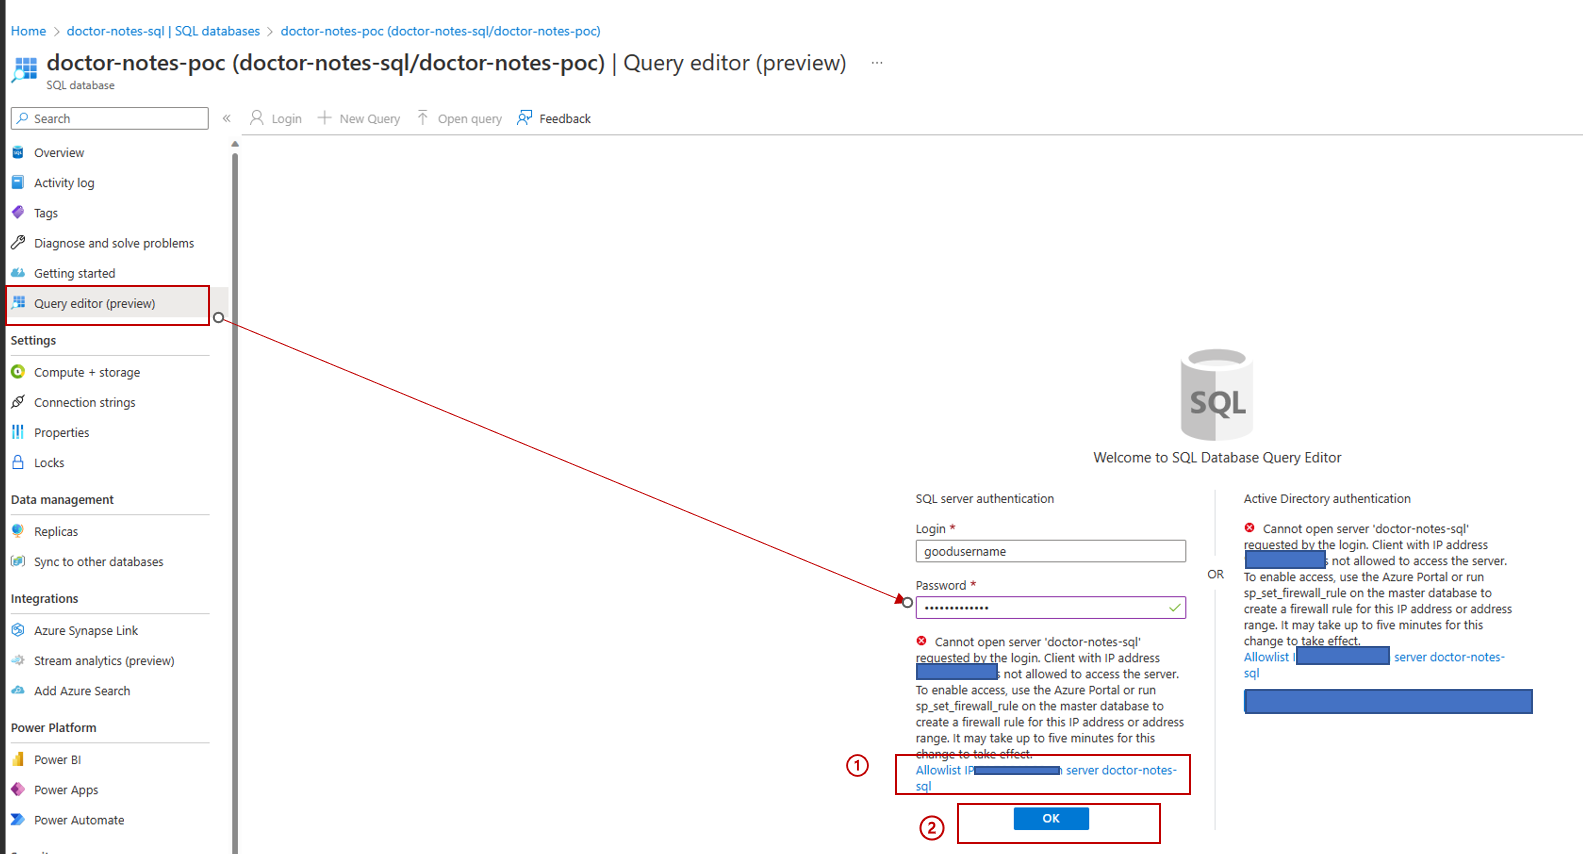 Home > doctor-notes-sql | SQL databases > doctor-notes-poc (doctor-notes-sql/doctor-notes-poc)
doctor-notes-poc (doctor-notes-sql/doctor-notes-poc) | Query editor (preview) ...
SQL database
Search
«
Login
New Query
Open query
Feedback
Overview
Activity log
Tags
Diagnose and solve problems
Getting started
Query editor (preview)
Settings
Compute + storage
Connection strings
Properties
Locks
Data management
Replicas
Sync to other databases
Integrations
Azure Synapse Link
Stream analytics (preview)
Add Azure Search
Power Platform
Power BI
Power Apps
Power Automate
SQL
Welcome to SQL Database Query Editor
SQL server authentication
Login *
goodusername
Password *
•••••••••••••
Cannot open server 'doctor-notes-sql'
requested by the login. Client with IP address
s not allowed to access the server.
To enable access, use the Azure Portal or run
sp_set_firewall_rule on the master database to
create a firewall rule for this IP address or address
range. It may take up to five minutes for this
change to take effect.
1
Allowlist IP server doctor-notes-
sql
2
OK
OR
Active Directory authentication
Cannot open server 'doctor-notes-sql'
requested by the login. Client with IP address
s not allowed to access the server.
To enable access, use the Azure Portal or run
sp_set_firewall_rule on the master database to
create a firewall rule for this IP address or address
range. It may take up to five minutes for this
change to take effect.
Allowlist I server doctor-notes-
sql